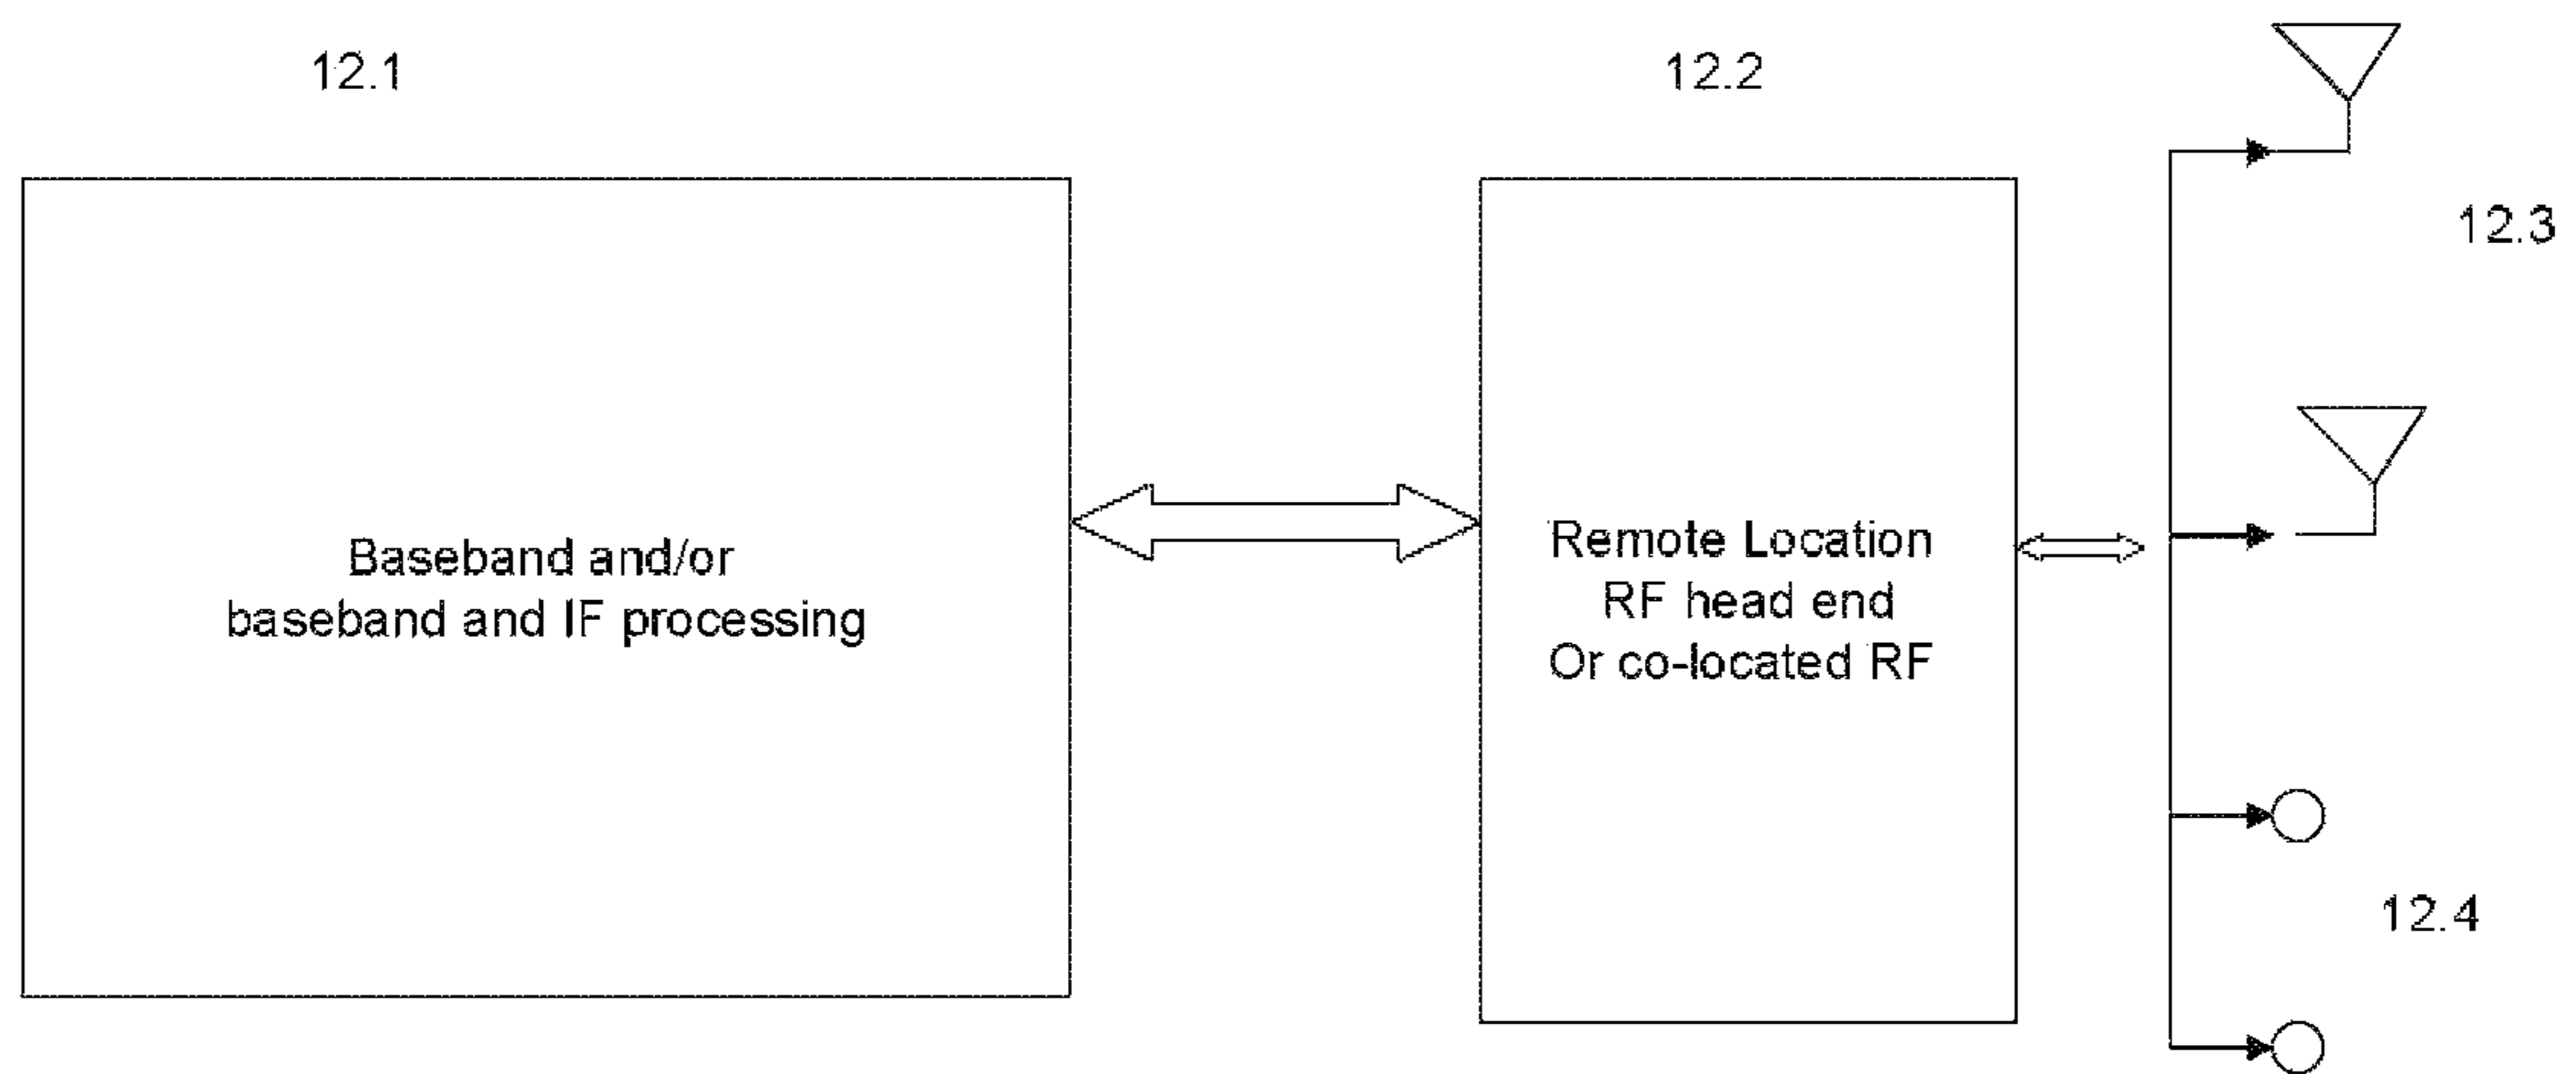 12.1
12.2
12.3
Baseband and/or
baseband and IF processing
Remote Location
RF head end
Or co-located RF
12.4